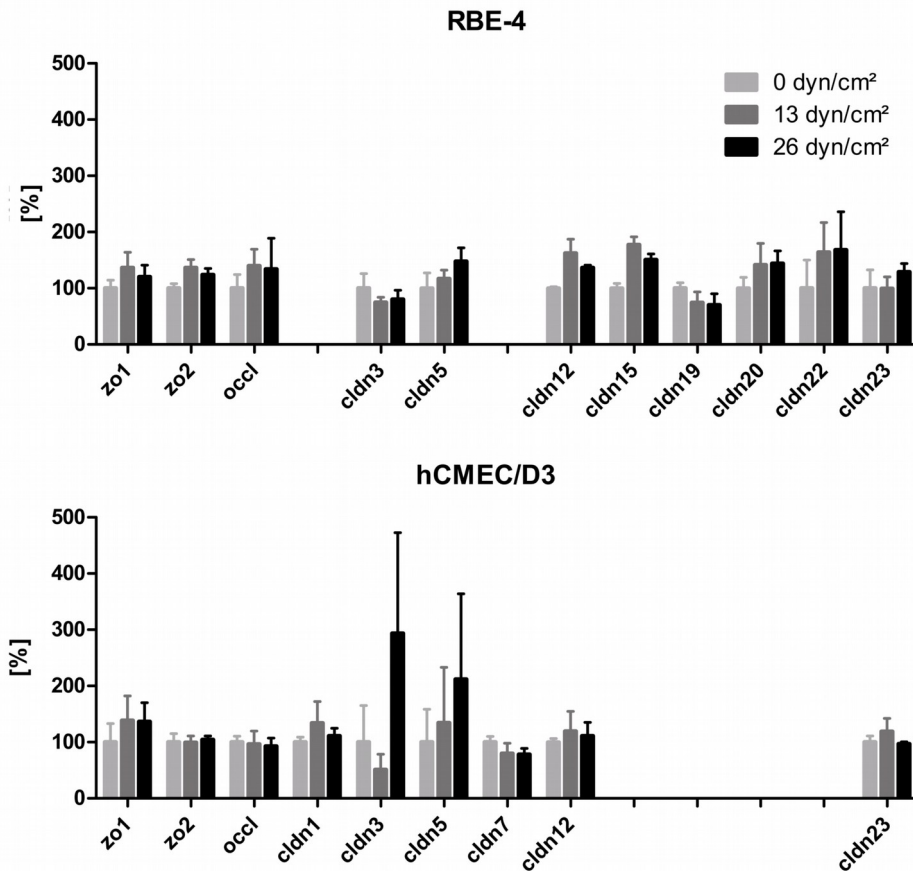 RBE-4
500
400
300
200
100
0
[%]
0 dyn/cm²
13 dyn/cm²
26 dyn/cm²
zo1
zo2
occl
cldn3
cldn5
cldn12
cldn15
cldn19
cldn20
cldn22
cldn23
hCMEC/D3
500
400
300
200
100
0
[%]
zo1
zo2
occl
cldn1
cldn3
cldn5
cldn7
cldn12
cldn23